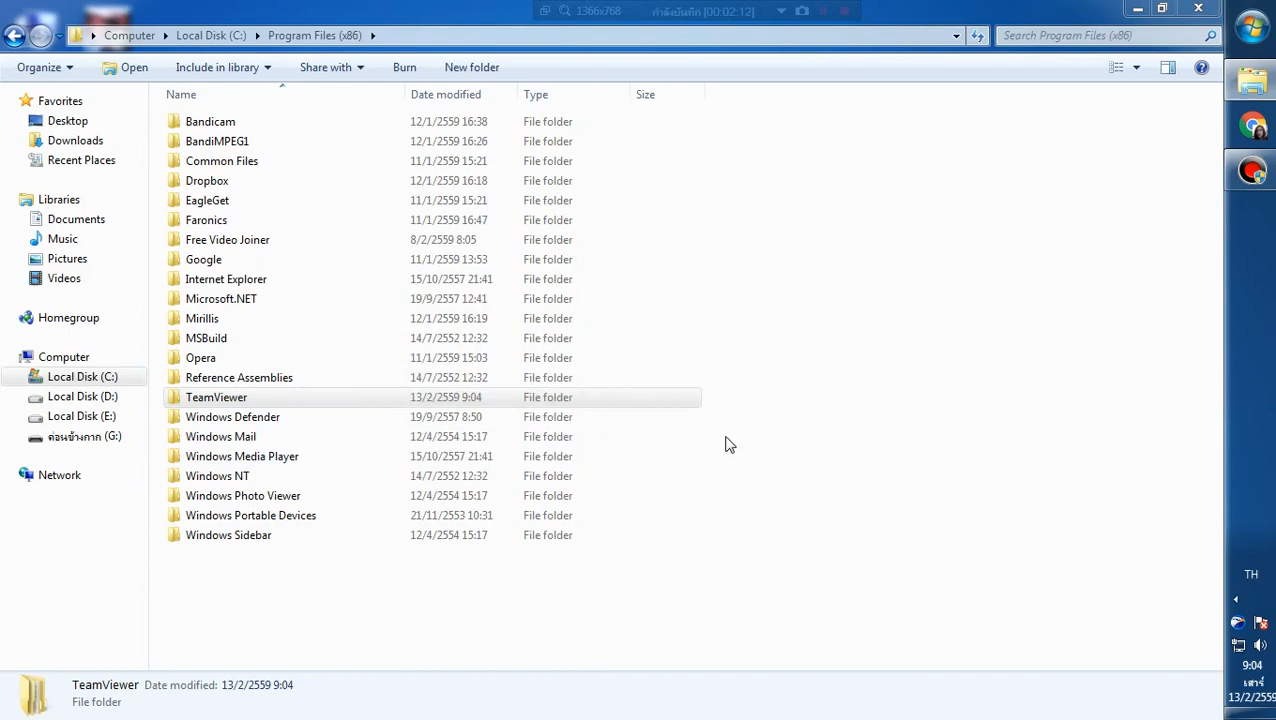 1366x768 กำลังบันทึก [00:02:12]
Computer Local Disk (C:) Program Files (x86) Search Program Files (x86)
Organize Open Include in library Share with Burn New folder
Name Date modified Type Size
Favorites
Desktop
Downloads
Recent Places
Libraries
Documents
Music
Pictures
Videos
Homegroup
Computer
Local Disk (C:)
Local Disk (D:)
Local Disk (E:)
ค่อนข้างกาก (G:)
Network
Bandicam 12/1/2559 16:38 File folder
BandiMPEG1 12/1/2559 16:26 File folder
Common Files 11/1/2559 15:21 File folder
Dropbox 12/1/2559 16:18 File folder
EagleGet 11/1/2559 15:21 File folder
Faronics 11/1/2559 16:47 File folder
Free Video Joiner 8/2/2559 8:05 File folder
Google 11/1/2559 13:53 File folder
Internet Explorer 15/10/2557 21:41 File folder
Microsoft.NET 19/9/2557 12:41 File folder
Mirillis 12/1/2559 16:19 File folder
MSBuild 14/7/2552 12:32 File folder
Opera 11/1/2559 15:03 File folder
Reference Assemblies 14/7/2552 12:32 File folder
TeamViewer 13/2/2559 9:04 File folder
Windows Defender 19/9/2557 8:50 File folder
Windows Mail 12/4/2554 15:17 File folder
Windows Media Player 15/10/2557 21:41 File folder
Windows NT 14/7/2552 12:32 File folder
Windows Photo Viewer 12/4/2554 15:17 File folder
Windows Portable Devices 21/11/2553 10:31 File folder
Windows Sidebar 12/4/2554 15:17 File folder
TeamViewer Date modified: 13/2/2559 9:04
File folder
TH
9:04
เสาร์
13/2/2559